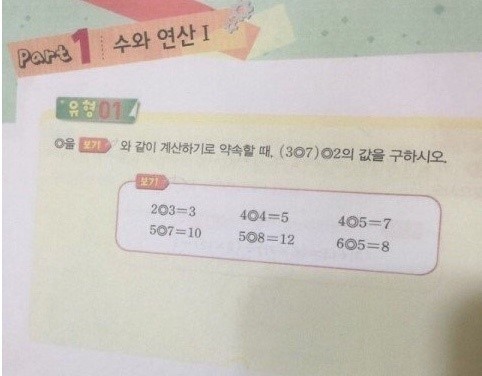 Part 1 수와 연산 I
유형 01
◎을 보기 와 같이 계산하기로 약속할 때, (3◎7)◎2의 값을 구하시오.
보기
2◎3=3 4◎4=5 4◎5=7
5◎7=10 5◎8=12 6◎5=8